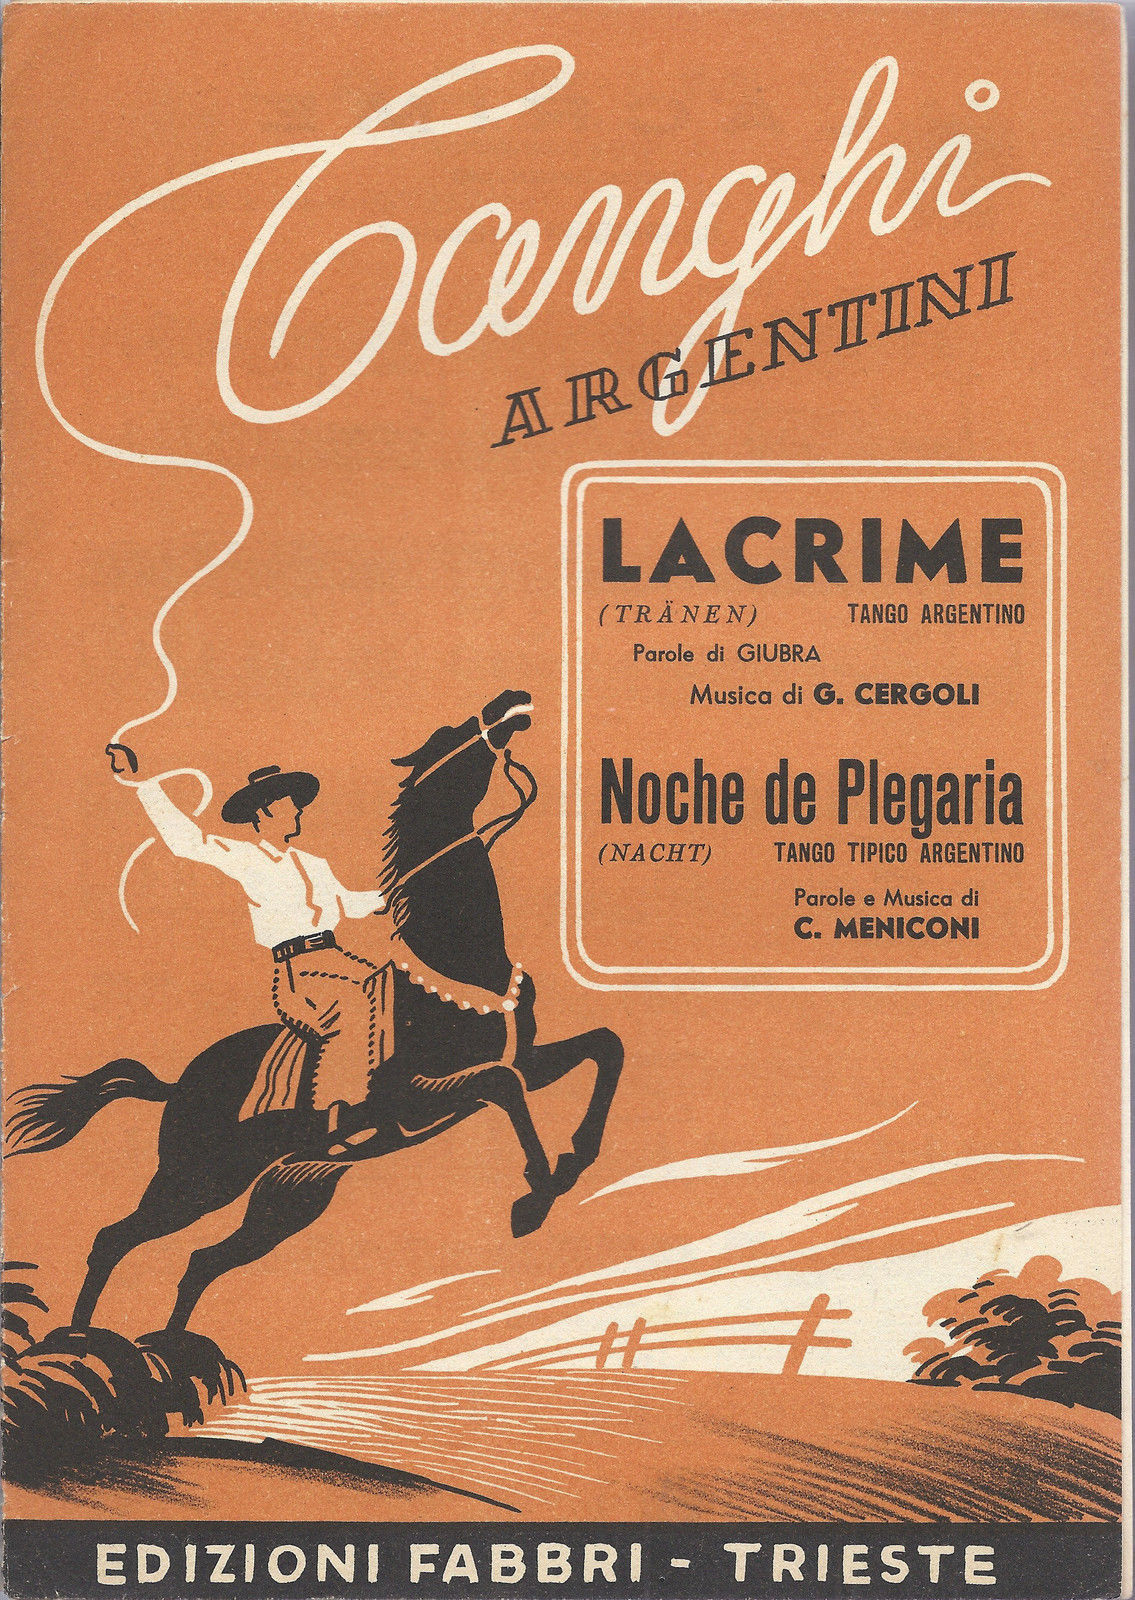 Tanghi
ARGENTINI
LACRIME
(TRÄNEN) TANGO ARGENTINO
Parole di GIUBRA
Musica di G. CERGOLI
Noche de Plegaria
(NACHT) TANGO TIPICO ARGENTINO
Parole e Musica di
C. MENICONI
EDIZIONI FABBRI - TRIESTE